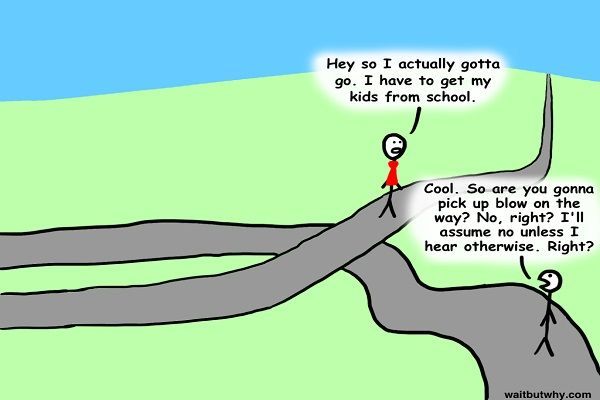 Hey so I actually gotta
go. I have to get my
kids from school.
Cool. So are you gonna
pick up blow on the
way? No, right? I'll
assume no unless I
hear otherwise. Right?
waitbutwhy.com